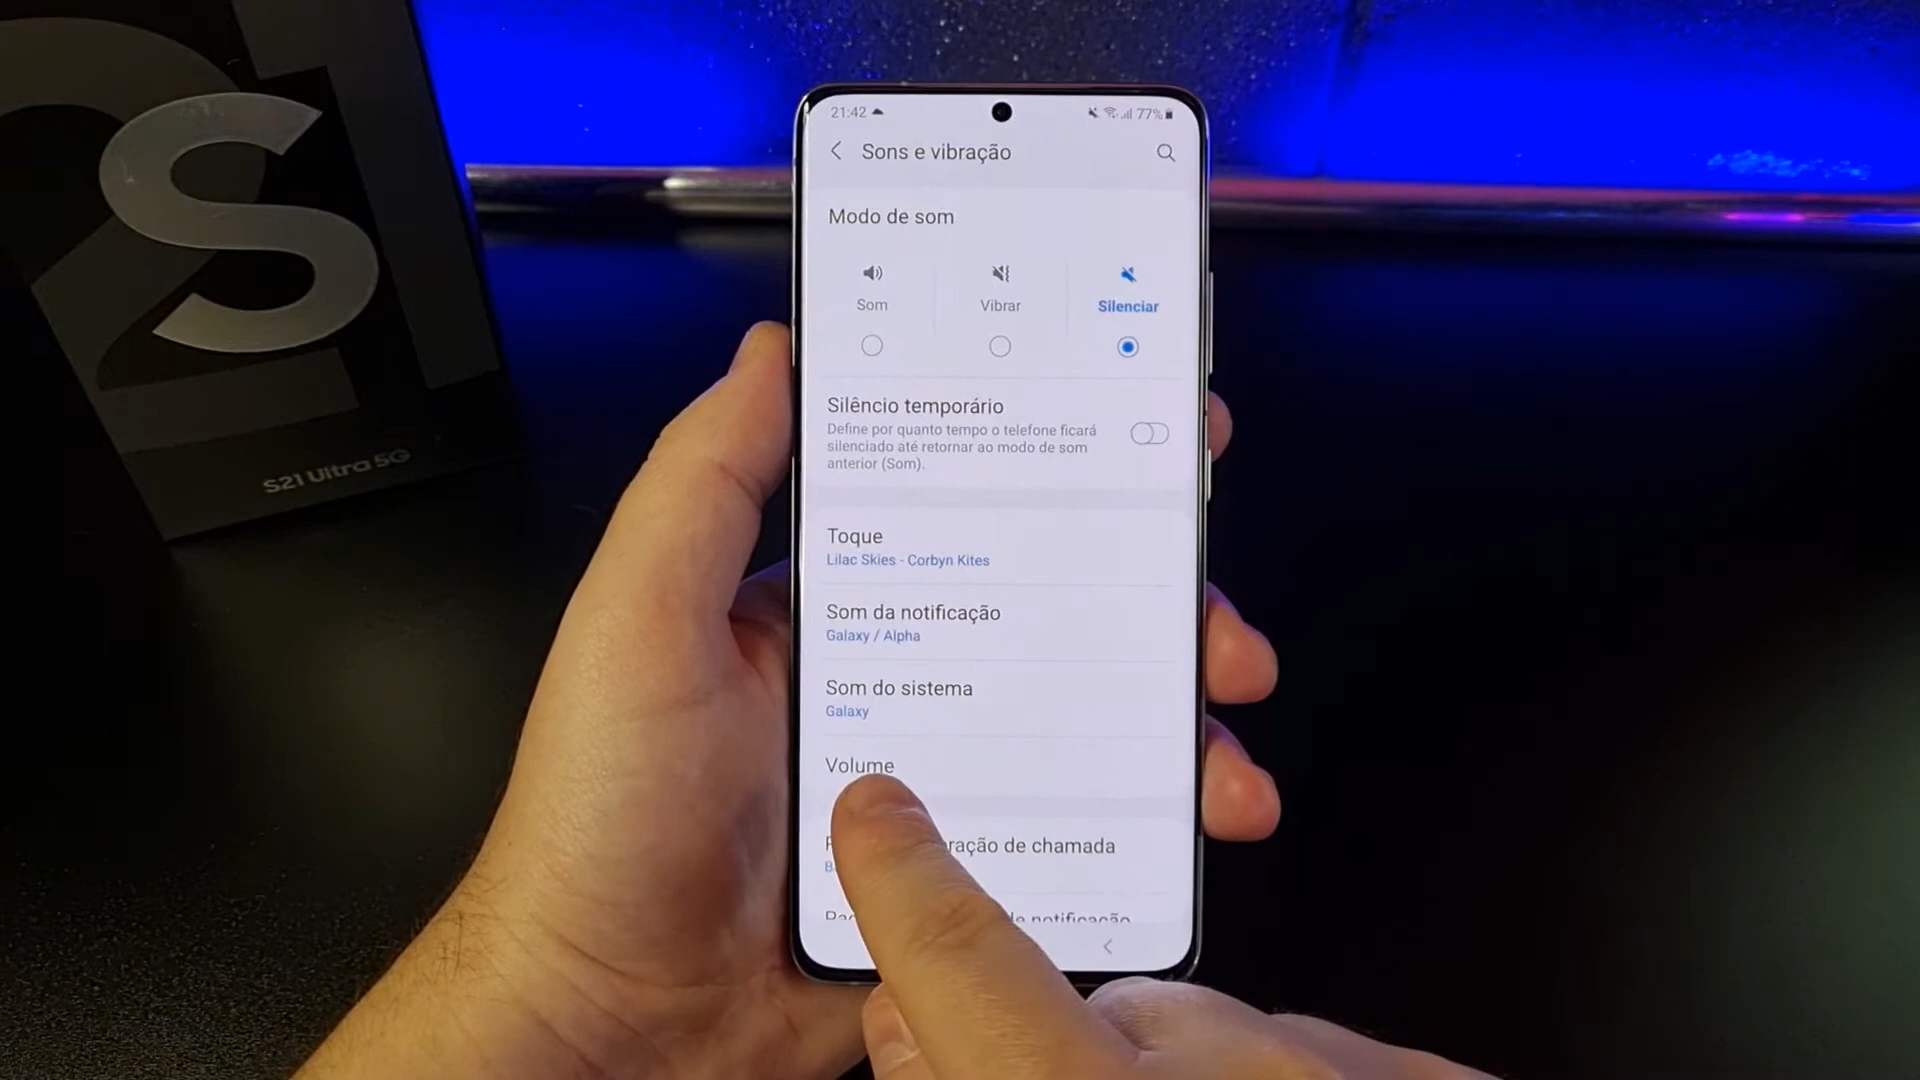 21
S
S21 Ultra 5G
21:42
77%
Sons e vibração
Modo de som
Som
Vibrar
Silenciar
Silêncio temporário
Define por quanto tempo o telefone ficará
silenciado até retornar ao modo de som
anterior (Som).
Toque
Lilac Skies - Corbyn Kites
Som da notificação
Galaxy / Alpha
Som do sistema
Galaxy
Volume
de chamada
notificação